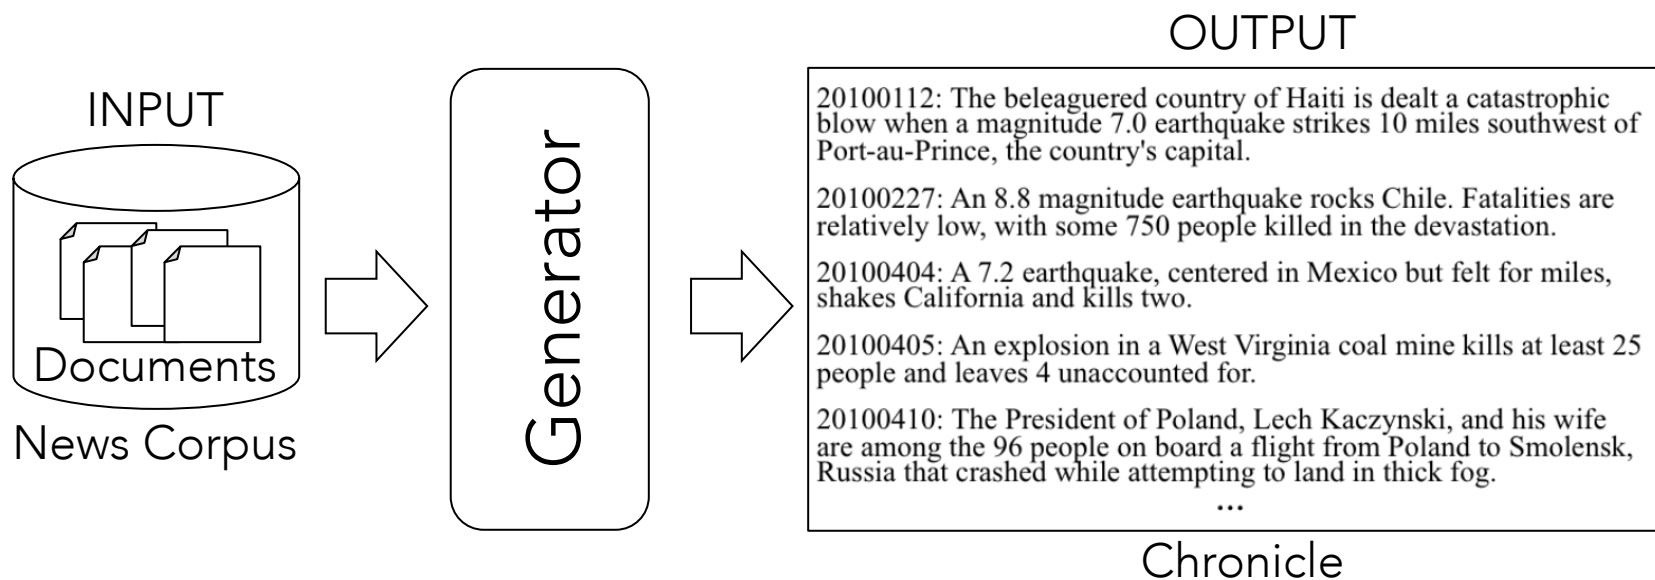 INPUT
Documents
News Corpus
Generator
OUTPUT
20100112: The beleaguered country of Haiti is dealt a catastrophic
blow when a magnitude 7.0 earthquake strikes 10 miles southwest of
Port-au-Prince, the country's capital.
20100227: An 8.8 magnitude earthquake rocks Chile. Fatalities are
relatively low, with some 750 people killed in the devastation.
20100404: A 7.2 earthquake, centered in Mexico but felt for miles,
shakes California and kills two.
20100405: An explosion in a West Virginia coal mine kills at least 25
people and leaves 4 unaccounted for.
20100410: The President of Poland, Lech Kaczynski, and his wife
are among the 96 people on board a flight from Poland to Smolensk,
Russia that crashed while attempting to land in thick fog.
...
Chronicle